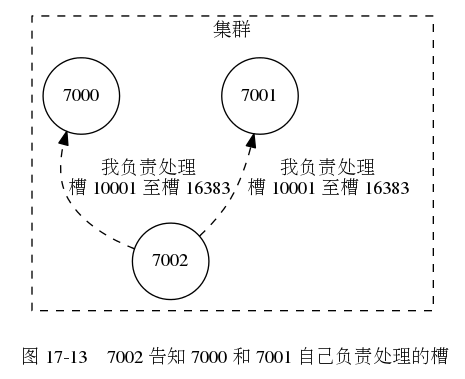 集群
7000
7001
我负责处理
槽 10001 至槽 16383
我负责处理
槽 10001 至槽 16383
7002
图 17-13 7002 告知 7000 和 7001 自己负责处理的槽